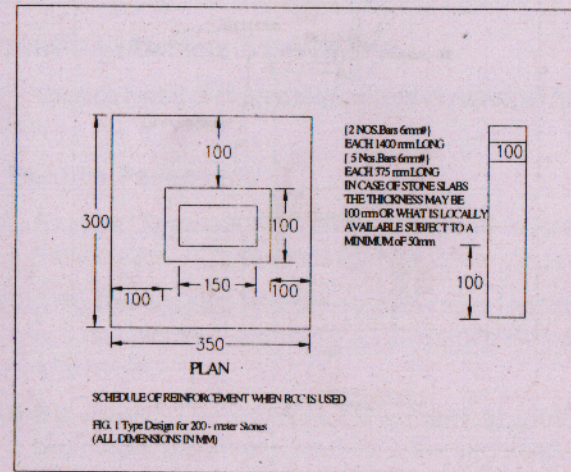 100
300
100
100
150
100
350
PLAN
{2 NOS.Bars 6mm#}
EACH 1400 mm LONG
{ 5 Nos.Bars 6mm#}
EACH 375 mm LONG
IN CASE OF STONE SLABS
THE THICKNESS MAY BE
100 mm OR WHAT IS LOCALLY
AVAILABLE SUBJECT TO A
MINIMUM oF 50mm
100
100
SCHEDULE OF REINFORCEMENT WHEN RCC IS USED
FIG. 1 Type Design for 200 - meter Stones
(ALL DIMENSIONS IN MM)